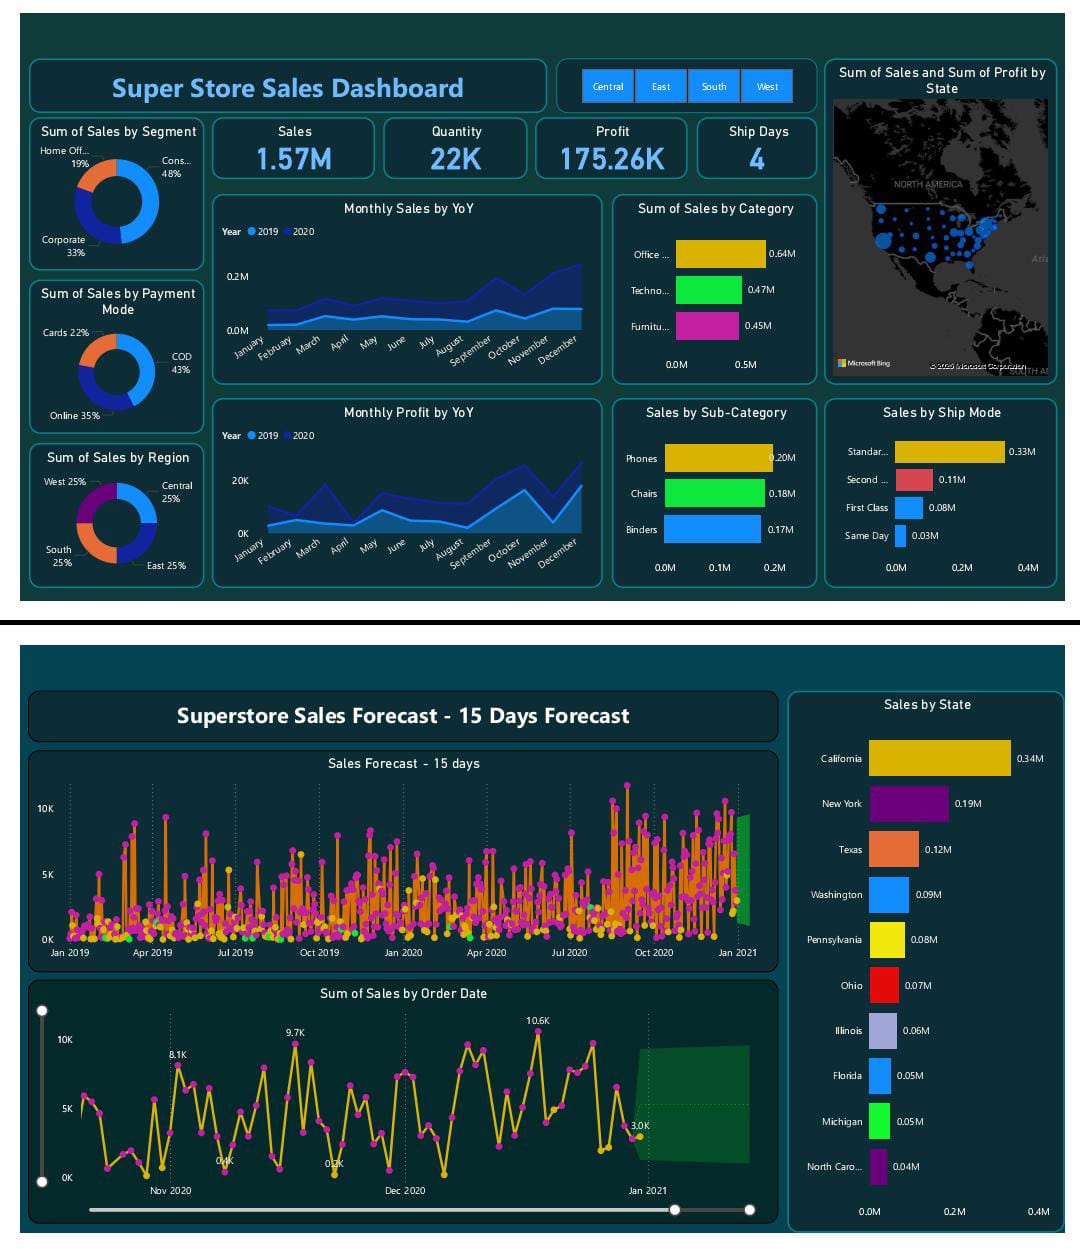 Super Store Sales Dashboard
Central
East
South
West
Sum of Sales and Sum of Profit by
State
NORTH AMERICA
Microsoft Bing
© 2025 Microsoft Corporation
SOUTH AM
Sum of Sales by Segment
Home Off...
19%
Cons...
48%
Corporate
33%
Sales
1.57M
Quantity
22K
Profit
175.26K
Ship Days
4
Monthly Sales by YoY
Year 2019 2020
0.2M
0.0M
January
February
March
April
May
June
July
August
September
October
November
December
Sum of Sales by Category
Office ...
0.64M
Techno...
0.47M
Furnitu...
0.45M
0.0M
0.5M
Sum of Sales by Payment
Mode
Cards 22%
COD
43%
Online 35%
Sum of Sales by Region
West 25%
Central
25%
South
25%
East 25%
Monthly Profit by YoY
Year 2019 2020
20K
0K
January
February
March
April
May
June
July
August
September
October
November
December
Sales by Sub-Category
Phones
0.20M
Chairs
0.18M
Binders
0.17M
0.0M
0.1M
0.2M
Sales by Ship Mode
Standar...
0.33M
Second ...
0.11M
First Class
0.08M
Same Day
0.03M
0.0M
0.2M
0.4M
Superstore Sales Forecast - 15 Days Forecast
Sales Forecast - 15 days
10K
5K
0K
Jan 2019
Apr 2019
Jul 2019
Oct 2019
Jan 2020
Apr 2020
Jul 2020
Oct 2020
Jan 2021
Sum of Sales by Order Date
10K
5K
0K
8.1K
0.4K
9.7K
0.2K
10.6K
3.0K
Nov 2020
Dec 2020
Jan 2021
Sales by State
California
0.34M
New York
0.19M
Texas
0.12M
Washington
0.09M
Pennsylvania
0.08M
Ohio
0.07M
Illinois
0.06M
Florida
0.05M
Michigan
0.05M
North Caro...
0.04M
0.0M
0.2M
0.4M